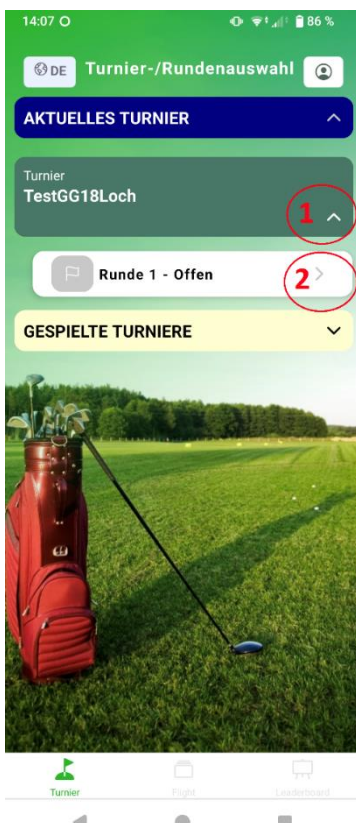 14:07
86 %
DE
Turnier-/Rundenauswahl
AKTUELLES TURNIER
Turnier
TestGG18Loch
1
Runde 1 - Offen
2
GESPIELTE TURNIERE
Turnier
Flight
Leaderboard